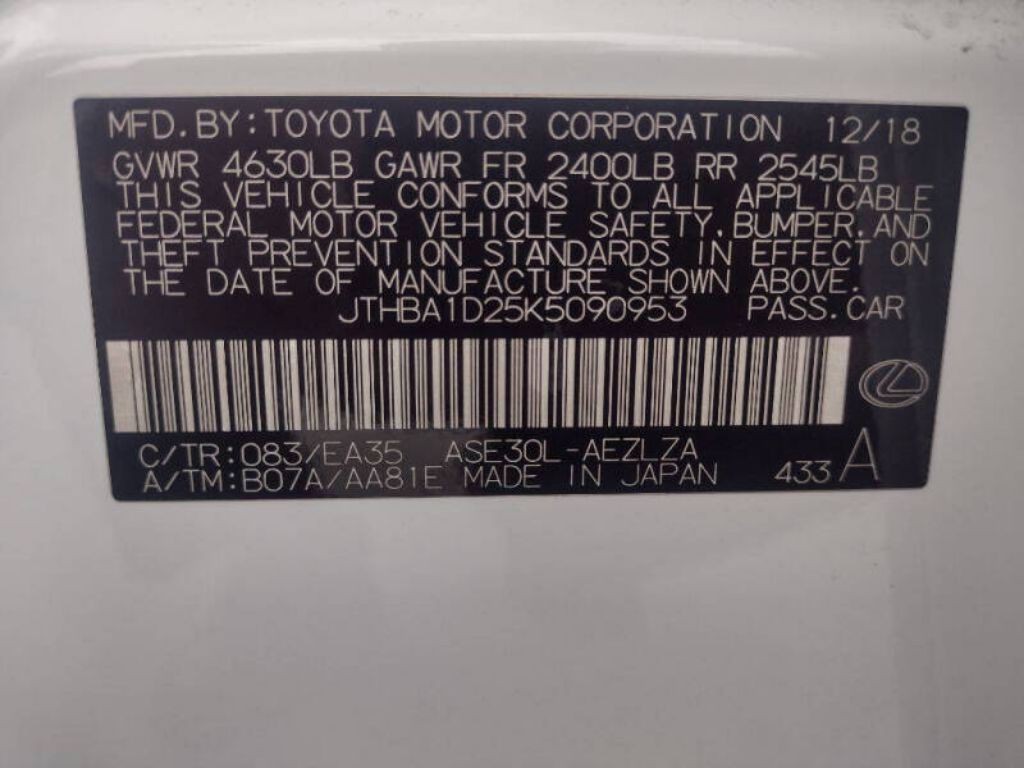 MFD.BY:TOYOTA MOTOR CORPORATION 12/18
GVWR 4630LB GAWR FR 2400LB RR 2545LB
THIS VEHICLE CONFORMS TO ALL APPLICABLE
FEDERAL MOTOR VEHICLE SAFETY,BUMPER,AND
THEFT PREVENTION STANDARDS IN EFFECT ON
THE DATE OF MANUFACTURE SHOWN ABOVE.
JTHBA1D25K5090953 PASS.CAR
C/TR:083/EA35 ASE30L-AEZLZA
A/TM:B07A/AA81E MADE IN JAPAN 433 A